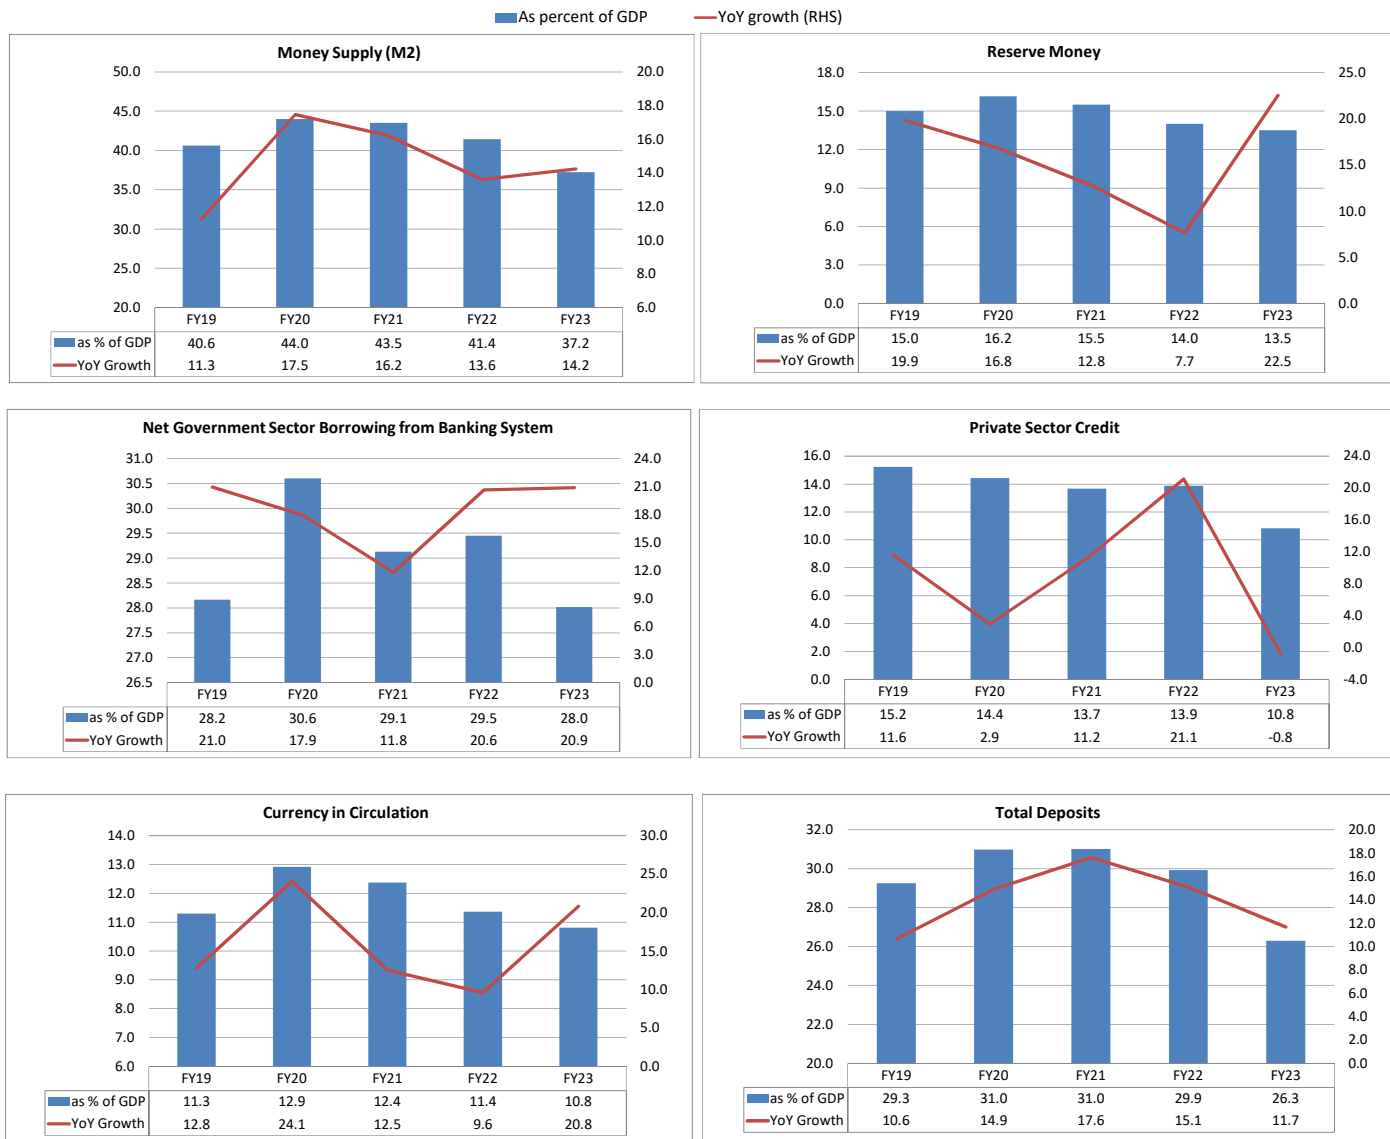 As percent of GDP YoY growth (RHS)
Money Supply (M2)
50.0 20.0
45.0 18.0
40.0 16.0
35.0 14.0
30.0 12.0
25.0 10.0
20.0 8.0
6.0
FY19 FY20 FY21 FY22 FY23
as % of GDP 40.6 44.0 43.5 41.4 37.2
YoY Growth 11.3 17.5 16.2 13.6 14.2
Reserve Money
18.0 25.0
15.0 20.0
12.0 15.0
9.0 10.0
6.0 5.0
3.0 0.0
0.0
FY19 FY20 FY21 FY22 FY23
as % of GDP 15.0 16.2 15.5 14.0 13.5
YoY Growth 19.9 16.8 12.8 7.7 22.5
Net Government Sector Borrowing from Banking System
31.0 24.0
30.5 21.0
30.0 18.0
29.5 15.0
29.0 12.0
28.5 9.0
28.0 6.0
27.5 3.0
27.0 0.0
26.5
FY19 FY20 FY21 FY22 FY23
as % of GDP 28.2 30.6 29.1 29.5 28.0
YoY Growth 21.0 17.9 11.8 20.6 20.9
Private Sector Credit
16.0 24.0
14.0 20.0
12.0 16.0
10.0 12.0
8.0 8.0
6.0 4.0
4.0 0.0
2.0 -4.0
0.0
FY19 FY20 FY21 FY22 FY23
as % of GDP 15.2 14.4 13.7 13.9 10.8
YoY Growth 11.6 2.9 11.2 21.1 -0.8
Currency in Circulation
14.0 30.0
13.0 25.0
12.0 20.0
11.0 15.0
10.0 10.0
9.0 5.0
8.0 0.0
7.0
6.0
FY19 FY20 FY21 FY22 FY23
as % of GDP 11.3 12.9 12.4 11.4 10.8
YoY Growth 12.8 24.1 12.5 9.6 20.8
Total Deposits
32.0 20.0
30.0 18.0
28.0 16.0
26.0 14.0
24.0 12.0
22.0 10.0
20.0 8.0
6.0
4.0
2.0
0.0
FY19 FY20 FY21 FY22 FY23
as % of GDP 29.3 31.0 31.0 29.9 26.3
YoY Growth 10.6 14.9 17.6 15.1 11.7